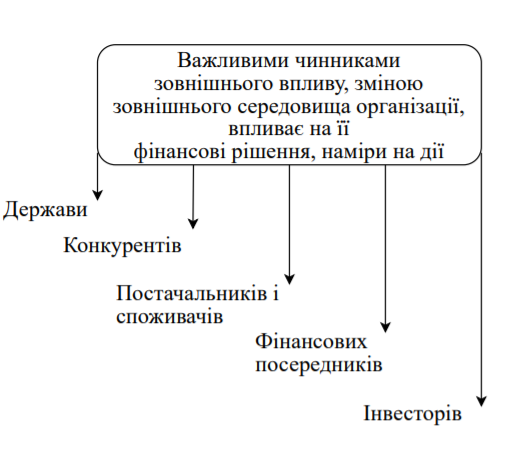 Важливими чинниками
зовнішнього впливу, зміною
зовнішнього середовища організації,
впливає на її
фінансові рішення, наміри на дії
Держави
Конкурентів
Постачальників і
споживачів
Фінансових
посередників
Інвесторів